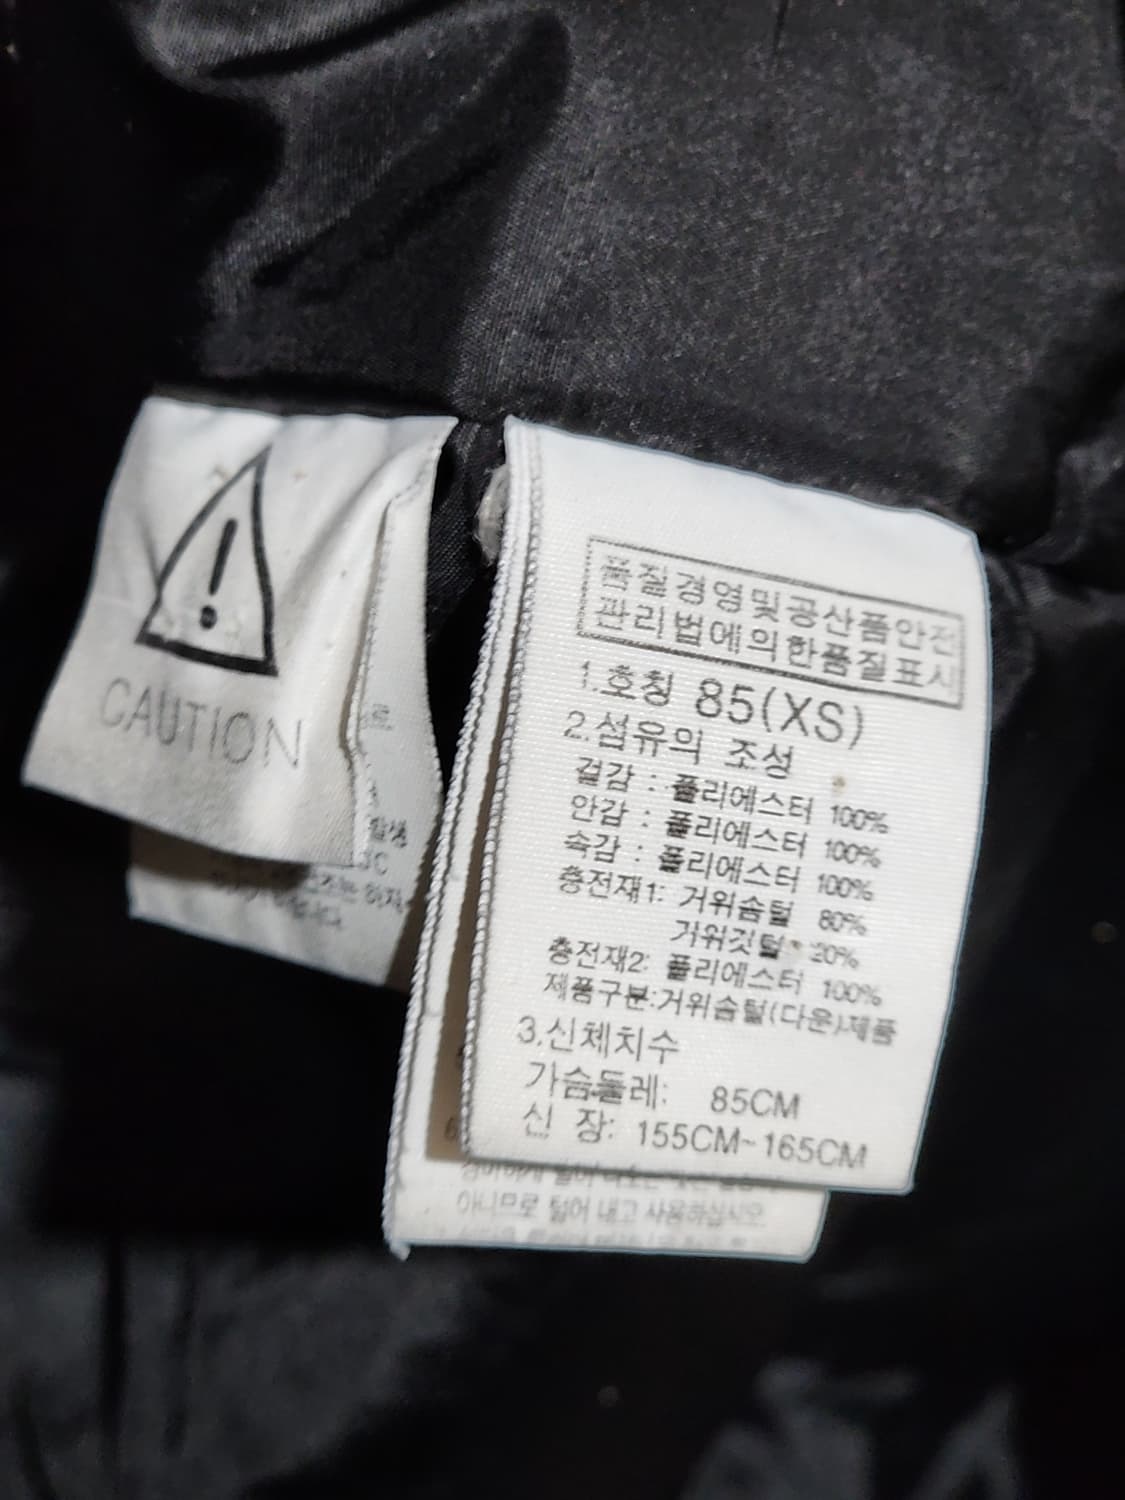 CAUTION
품질경영및공산품안전
관리법에의한품질표시
1.호칭 85(XS)
2.섬유의 조성
겉감 : 폴리에스터 100%
안감 : 폴리에스터 100%
속감 : 폴리에스터 100%
충전재1: 거위솜털 80%
거위깃털 20%
충전재2: 폴리에스터 100%
제품구분:거위솜털(다운)제품
3.신체치수
가슴둘레: 85CM
신 장: 155CM~165CM
아니므로 털어 내고 사용하십시오